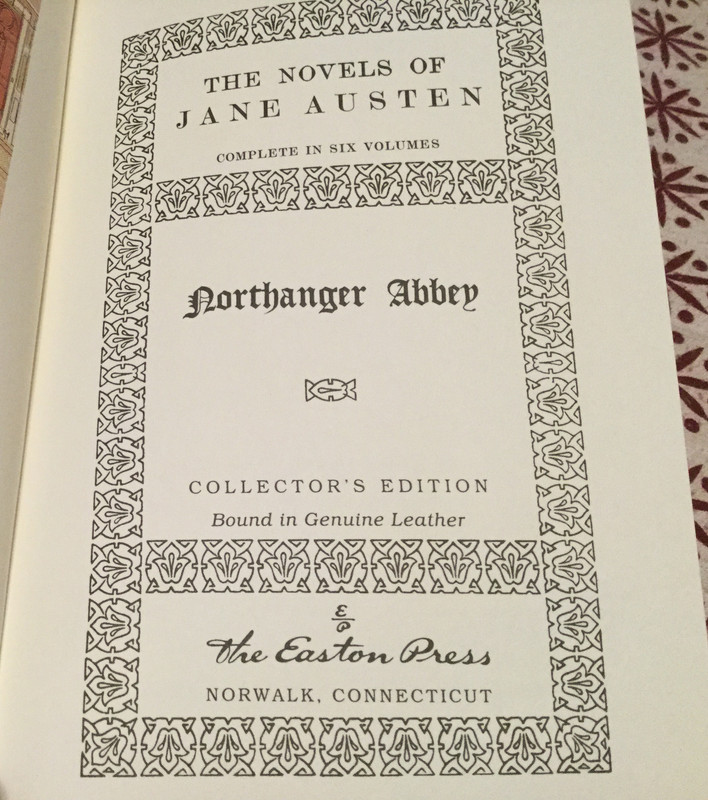 THE NOVELS OF
JANE AUSTEN
COMPLETE IN SIX VOLUMES
Northanger Abbey
COLLECTOR'S EDITION
Bound in Genuine Leather
E
P
the Easton Press
NORWALK, CONNECTICUT